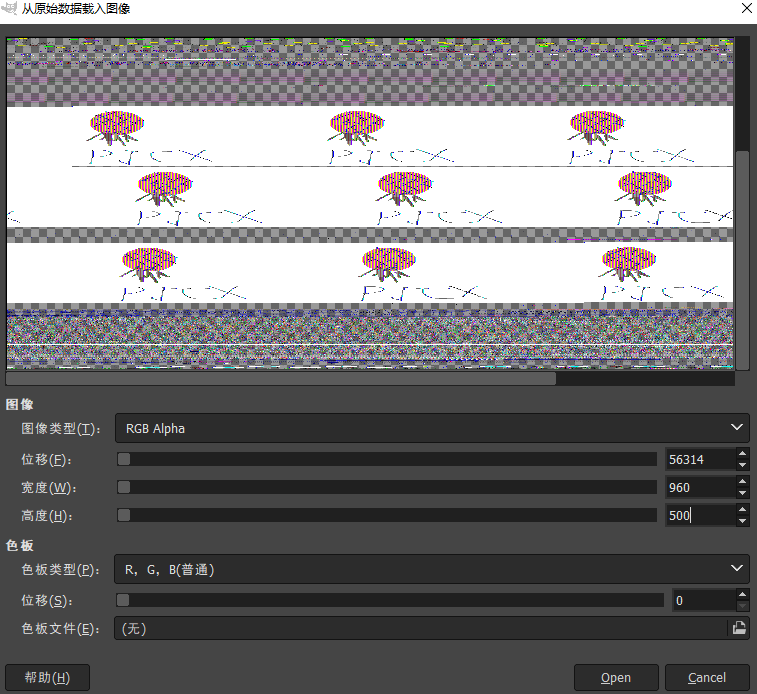 从原始数据载入图像
图像
图像类型(T): RGB Alpha
位移(F): 56314
宽度(W): 960
高度(H): 500
色板
色板类型(P): R, G, B(普通)
位移(S): 0
色板文件(E): (无)
帮助(H) Open Cancel